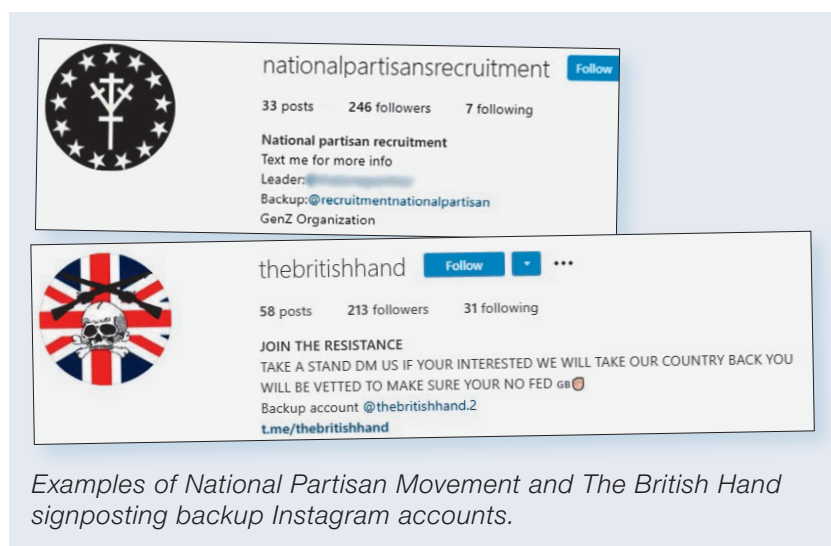 nationalpartisansrecruitment Follow
33 posts 246 followers 7 following
National partisan recruitment
Text me for more info
Leader:
Backup:@recruitmentnationalpartisan
GenZ Organization
thebritishhand Follow
58 posts 213 followers 31 following
JOIN THE RESISTANCE
TAKE A STAND DM US IF YOUR INTERESTED WE WILL TAKE OUR COUNTRY BACK YOU
WILL BE VETTED TO MAKE SURE YOUR NO FED GB
Backup account @thebritishhand.2
t.me/thebritishhand
Examples of National Partisan Movement and The British Hand
signposting backup Instagram accounts.